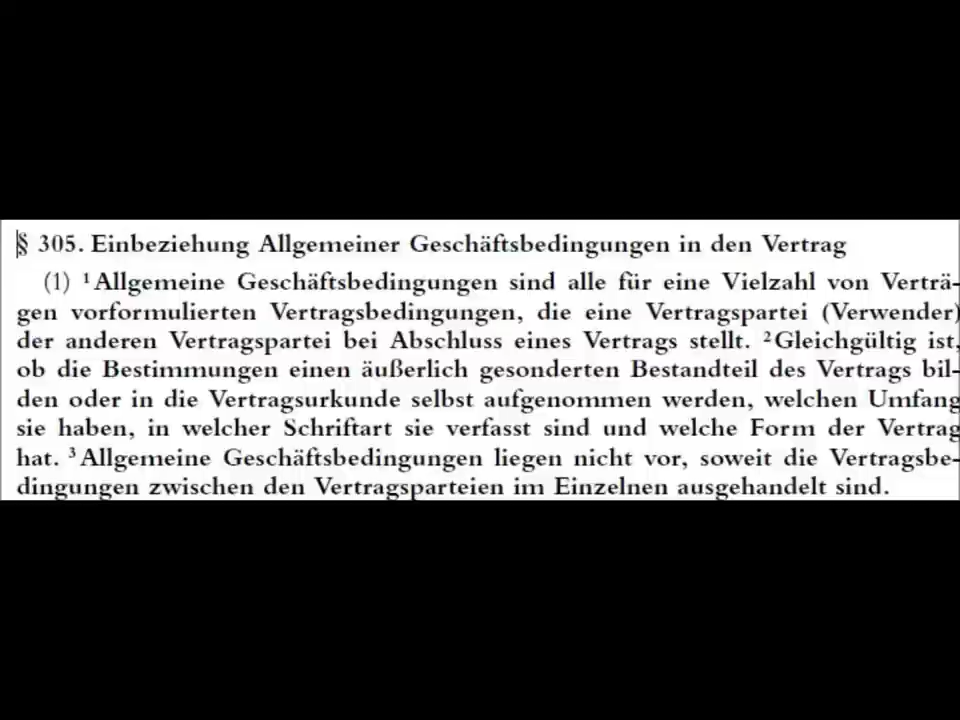 § 305. Einbeziehung Allgemeiner Geschäftsbedingungen in den Vertrag
(1) ¹Allgemeine Geschäftsbedingungen sind alle für eine Vielzahl von Verträ-
gen vorformulierten Vertragsbedingungen, die eine Vertragspartei (Verwender)
der anderen Vertragspartei bei Abschluss eines Vertrags stellt. ²Gleichgültig ist,
ob die Bestimmungen einen äußerlich gesonderten Bestandteil des Vertrags bil-
den oder in die Vertragsurkunde selbst aufgenommen werden, welchen Umfang
sie haben, in welcher Schriftart sie verfasst sind und welche Form der Vertrag
hat. ³Allgemeine Geschäftsbedingungen liegen nicht vor, soweit die Vertragsbe-
dingungen zwischen den Vertragsparteien im Einzelnen ausgehandelt sind.